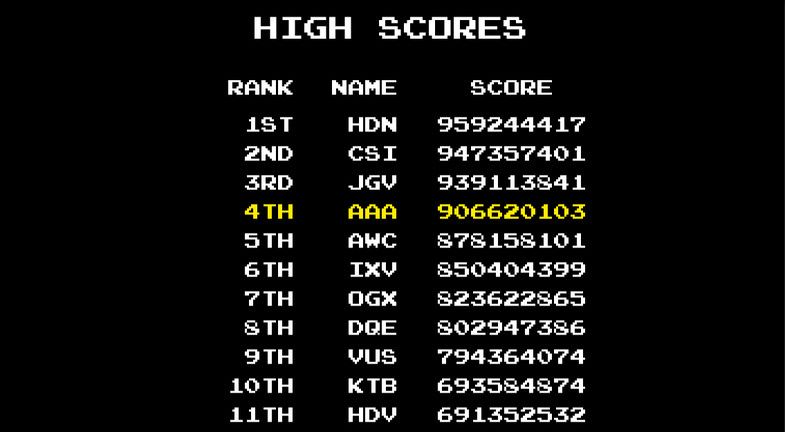 HIGH SCORES
RANK NAME SCORE
1ST HDN 959244417
2ND CSI 947357401
3RD JGV 939113841
4TH AAA 906620103
5TH AWC 878158101
6TH IXV 850404399
7TH OGX 823622865
8TH DQE 802947386
9TH VUS 794364074
10TH KTB 693584874
11TH HDV 691352532